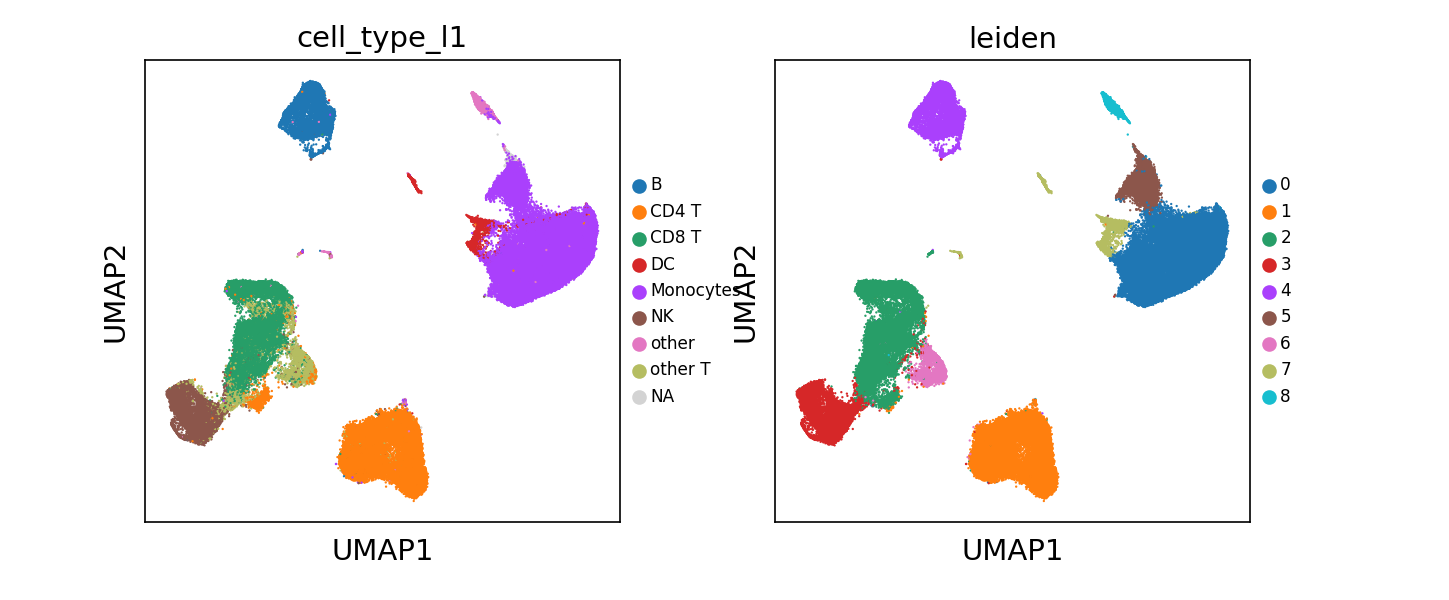 cell_type_l1
UMAP2
UMAP1
B
CD4 T
CD8 T
DC
Monocytes
NK
other
other T
NA
leiden
UMAP2
UMAP1
0
1
2
3
4
5
6
7
8